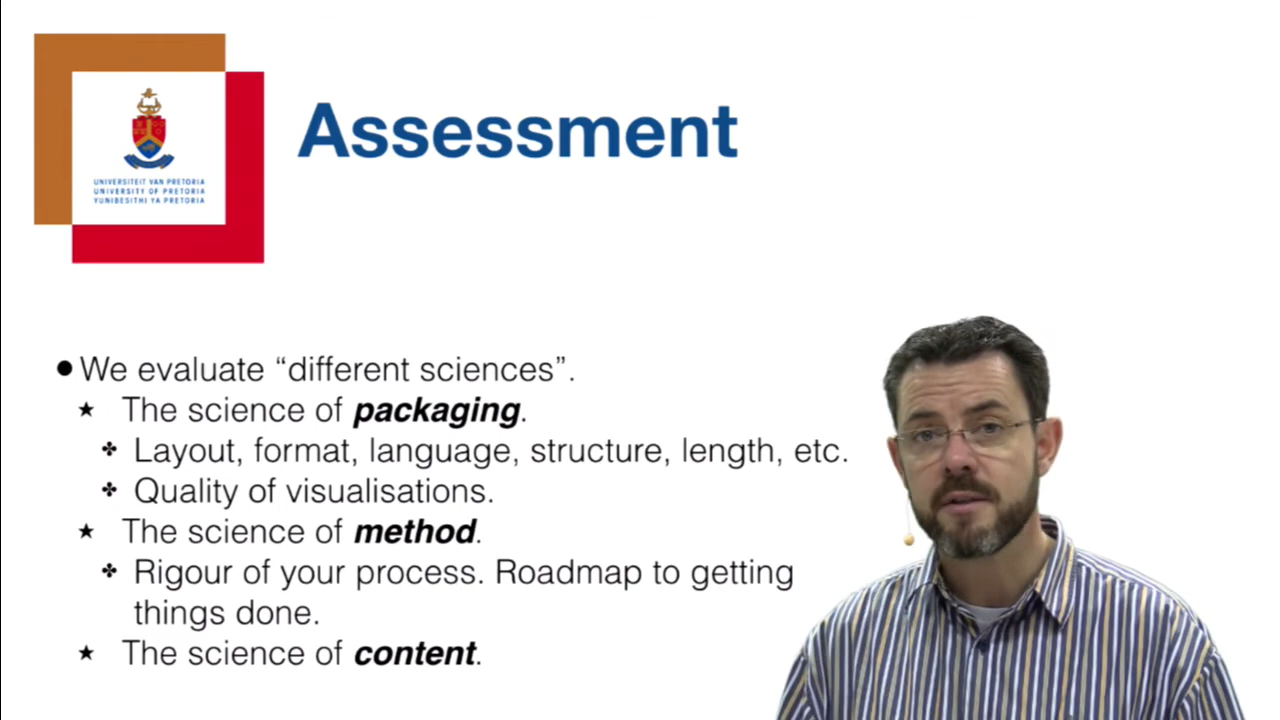 UNIVERSITEIT VAN PRETORIA
UNIVERSITY OF PRETORIA
YUNIBESITHI YA PRETORIA
Assessment
● We evaluate “different sciences”.
★ The science of packaging.
✤ Layout, format, language, structure, length, etc.
✤ Quality of visualisations.
★ The science of method.
✤ Rigour of your process. Roadmap to getting
things done.
★ The science of content.